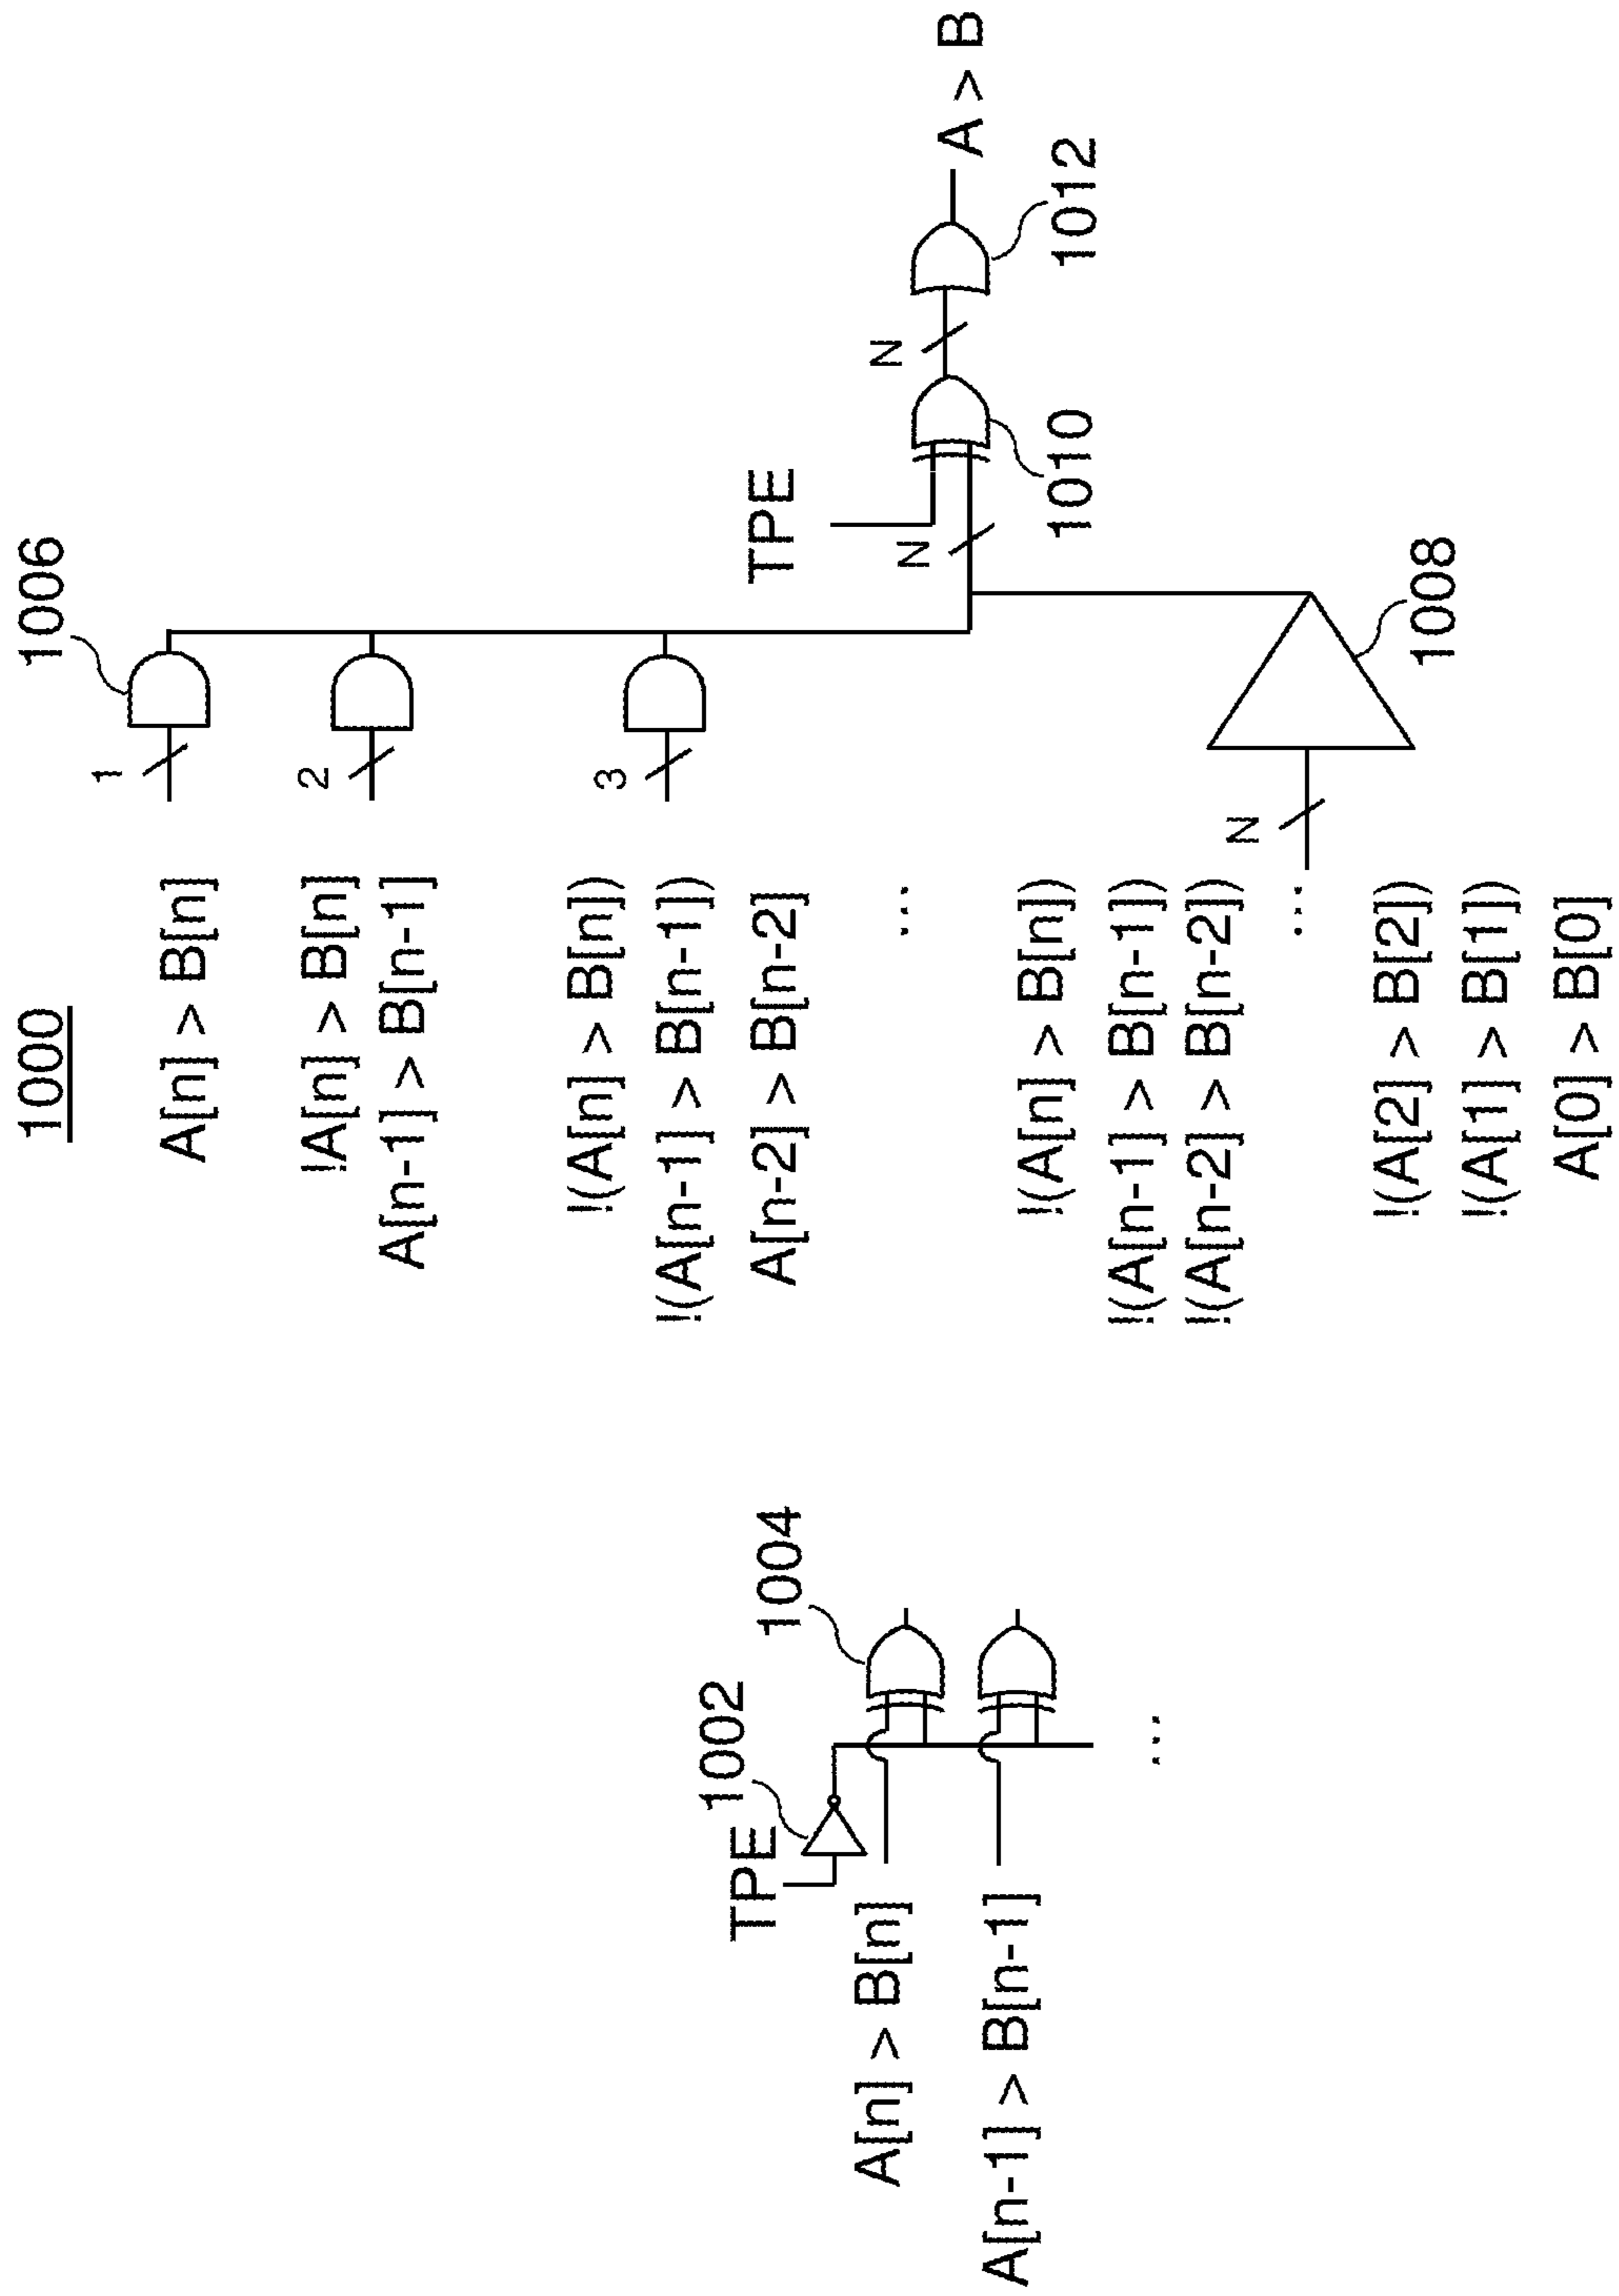 1000
TPE
1002
1004
A[n] > B[n]
A[n-1] > B[n-1]
...
A[n] > B[n]
1
1006
!A[n] > B[n]
A[n-1] > B[n-1]
2
!(A[n] > B[n])
!(A[n-1] > B[n-1])
A[n-2] > B[n-2]
3
...
!(A[n] > B[n])
!(A[n-1] > B[n-1])
!(A[n-2] > B[n-2])
...
!(A[2] > B[2])
!(A[1] > B[1])
A[0] > B[0]
N
1008
TPE
N
1010
N
1012
A > B